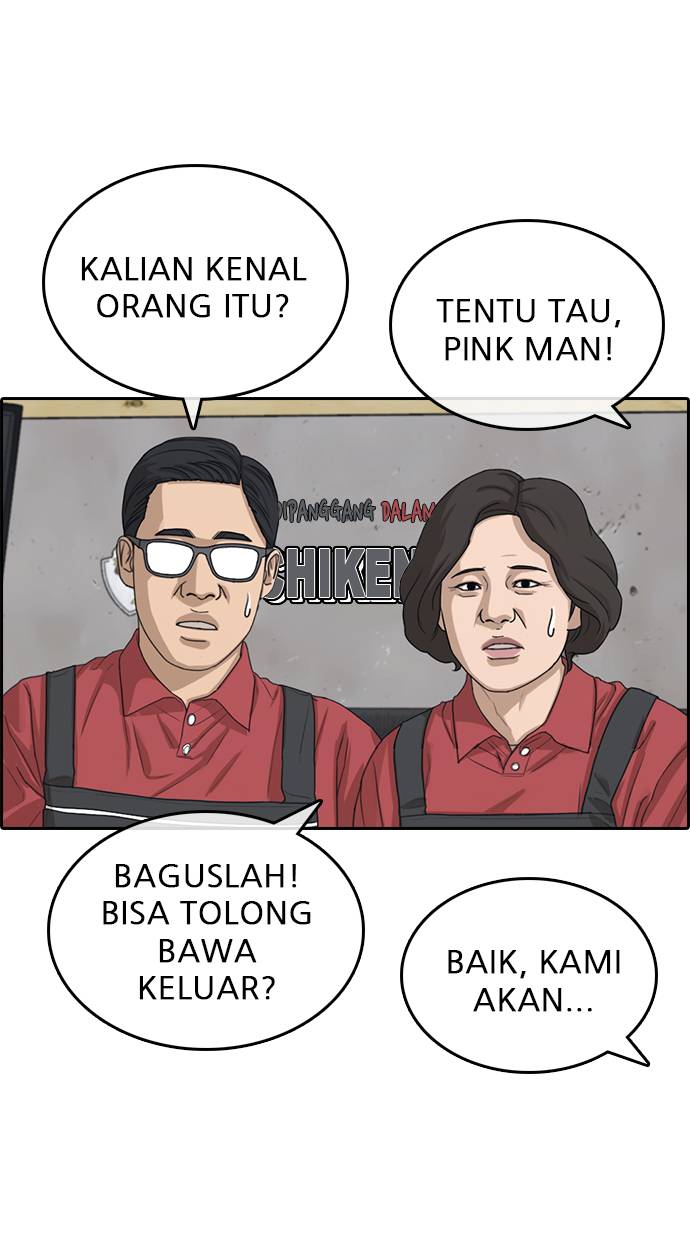 KALIAN KENAL
ORANG ITU?
TENTU TAU,
PINK MAN!
DIPANGGANG DALAM
CHIKEN
BAGUSLAH!
BISA TOLONG
BAWA
KELUAR?
BAIK, KAMI
AKAN...